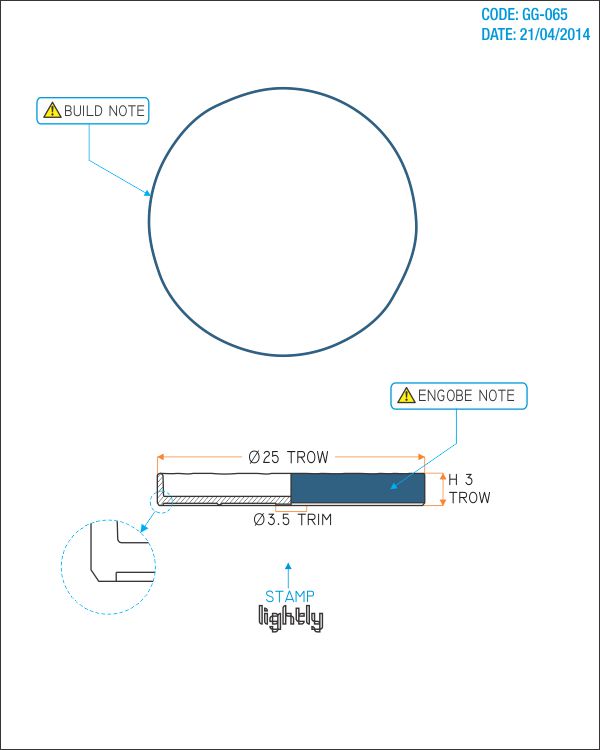 CODE: GG-065
DATE: 21/04/2014
BUILD NOTE
ENGOBE NOTE
Ø25 TROW
H 3
TROW
Ø3.5 TRIM
STAMP
lightly